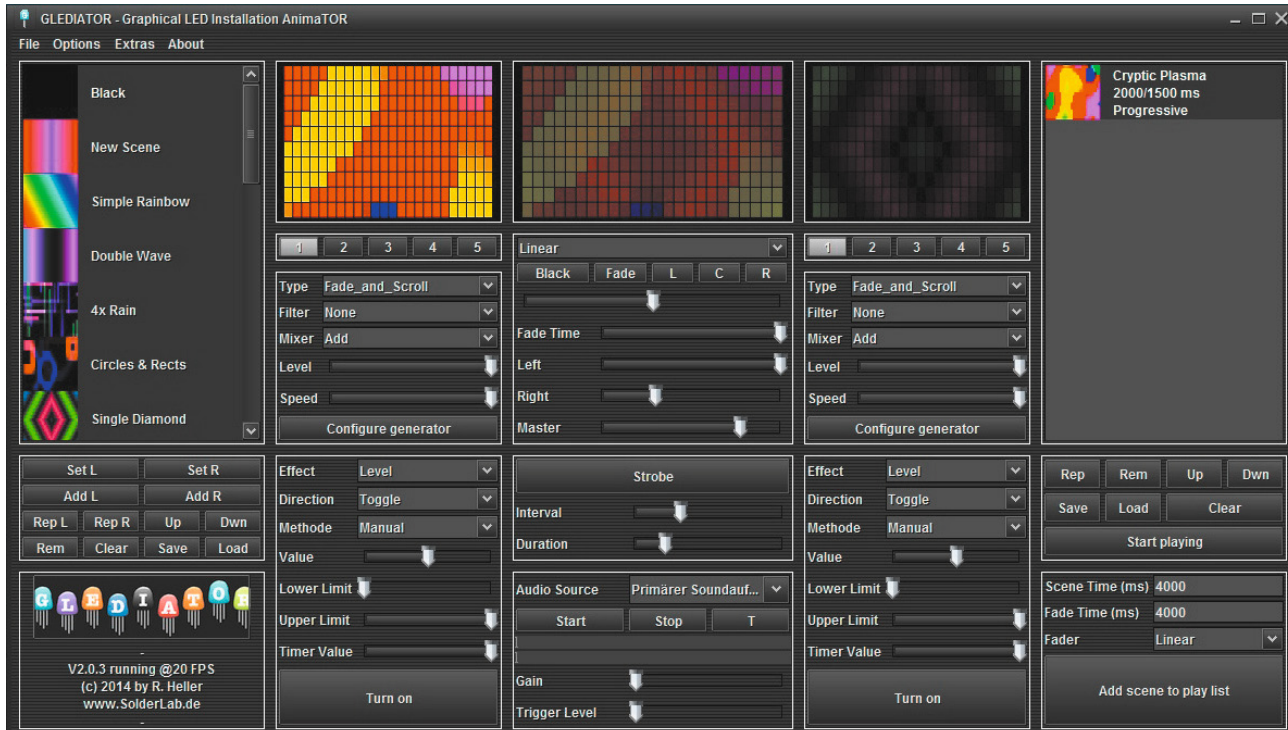 GLEDIATOR - Graphical LED Installation AnimaTOR
File Options Extras About
Black
New Scene
Simple Rainbow
Double Wave
4x Rain
Circles & Rects
Single Diamond
Set L Set R
Add L Add R
Rep L Rep R Up Dwn
Rem Clear Save Load
GLEDIATOR
-
V2.0.3 running @20 FPS
(c) 2014 by R. Heller
www.SolderLab.de
-
1 2 3 4 5
Type Fade_and_Scroll
Filter None
Mixer Add
Level
Speed
Configure generator
Effect Level
Direction Toggle
Methode Manual
Value
Lower Limit
Upper Limit
Timer Value
Turn on
Linear
Black Fade L C R
Fade Time
Left
Right
Master
Strobe
Interval
Duration
Audio Source Primärer Soundauf...
Start Stop T
Gain
Trigger Level
1 2 3 4 5
Type Fade_and_Scroll
Filter None
Mixer Add
Level
Speed
Configure generator
Effect Level
Direction Toggle
Methode Manual
Value
Lower Limit
Upper Limit
Timer Value
Turn on
Cryptic Plasma
2000/1500 ms
Progressive
Rep Rem Up Dwn
Save Load Clear
Start playing
Scene Time (ms) 4000
Fade Time (ms) 4000
Fader Linear
Add scene to play list